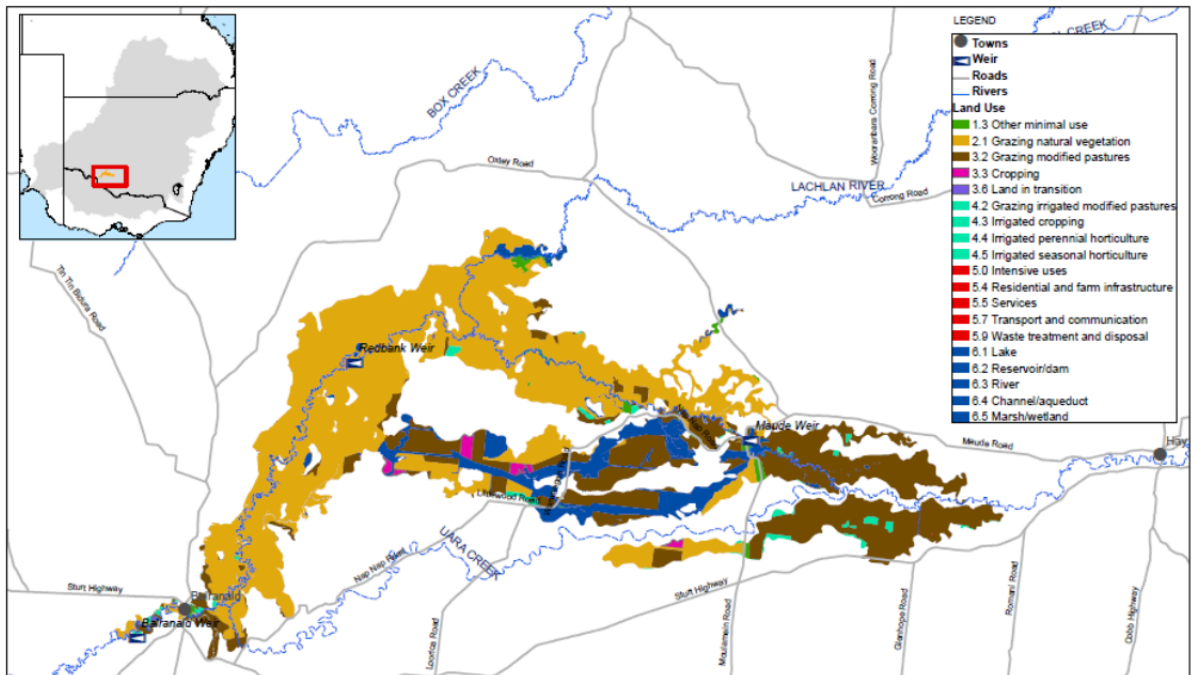 LEGEND
Towns
Weir
Roads
Rivers
Land Use
1.3 Other minimal use
2.1 Grazing natural vegetation
3.2 Grazing modified pastures
3.3 Cropping
3.6 Land in transition
4.2 Grazing irrigated modified pastures
4.3 Irrigated cropping
4.4 Irrigated perennial horticulture
4.5 Irrigated seasonal horticulture
5.0 Intensive uses
5.4 Residential and farm infrastructure
5.5 Services
5.7 Transport and communication
5.9 Waste treatment and disposal
6.1 Lake
6.2 Reservoir/dam
6.3 River
6.4 Channel/aqueduct
6.5 Marsh/wetland
CREEK
BOX CREEK
Oxley Road
LACHLAN RIVER
Corrong Road
Tin Tin Bidura Road
Redbank Weir
Nap Nap Road
Maude Weir
Maude Road
Hay
UARA CREEK
Nap Nap Road
Sturt Highway
Sturt Highway
Balranald
Balranald Weir
Loorica Road
Moulamein Road
Glenhope Road
Romani Road
Cobb Highway